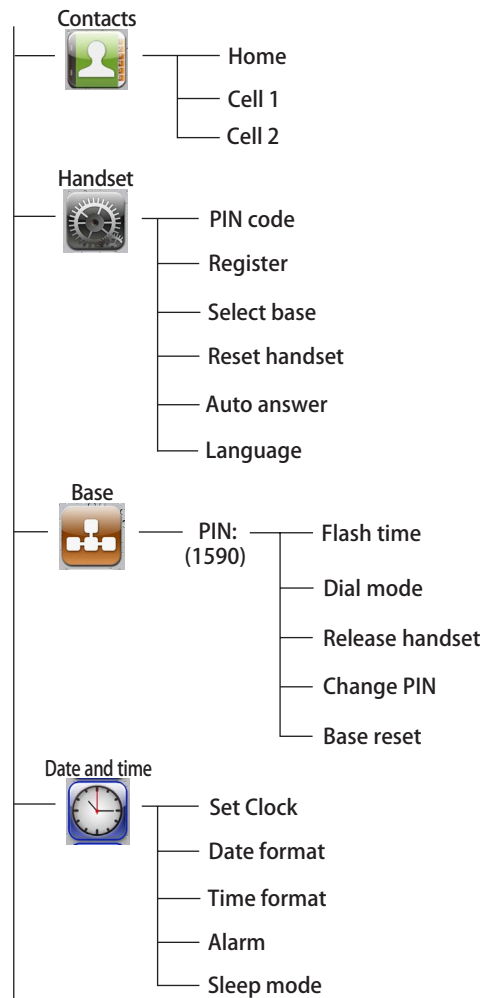 Contacts
Home
Cell 1
Cell 2
Handset
PIN code
Register
Select base
Reset handset
Auto answer
Language
Base
PIN:
(1590)
Flash time
Dial mode
Release handset
Change PIN
Base reset
Date and time
Set Clock
Date format
Time format
Alarm
Sleep mode